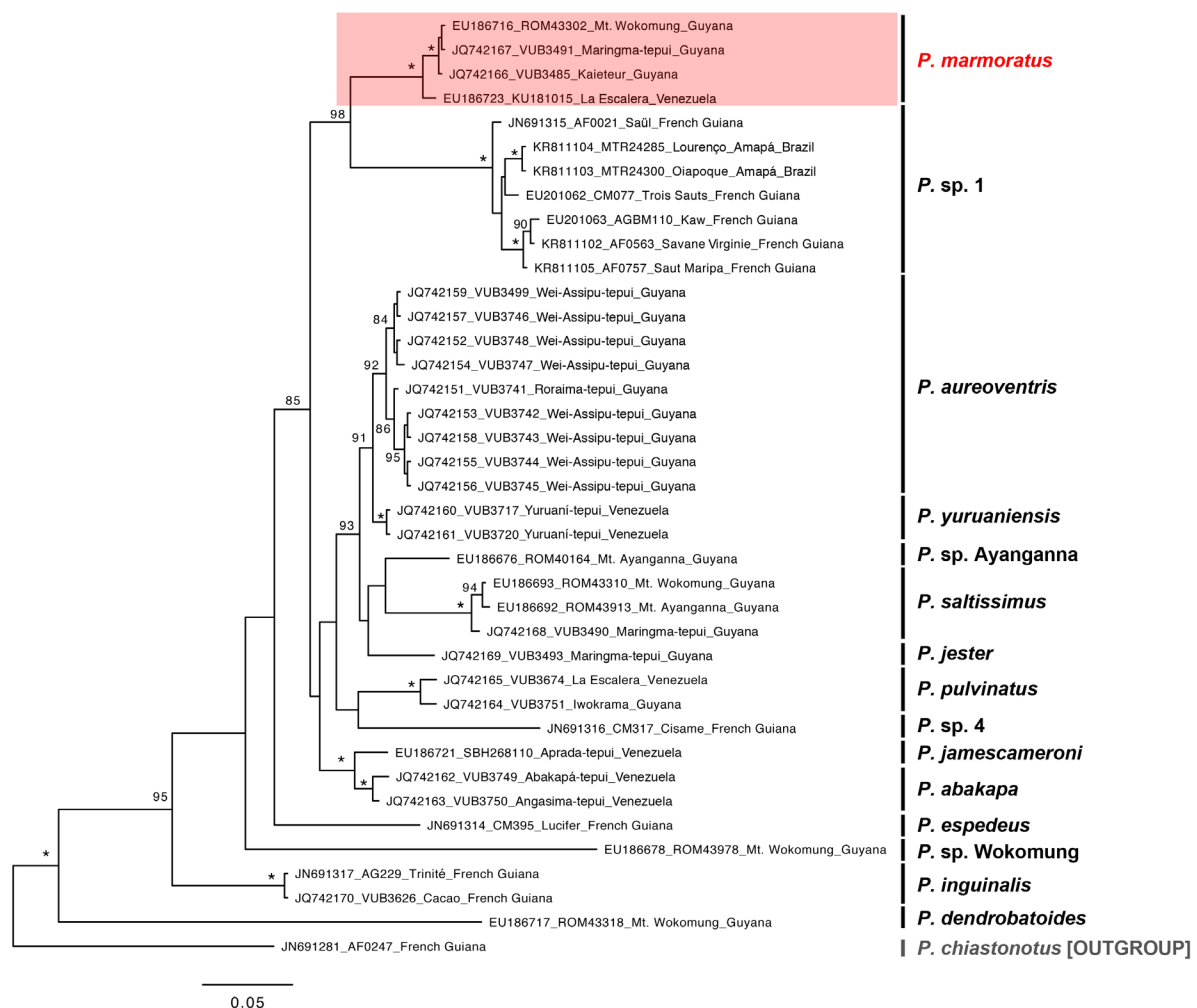 EU186716_ROM43302_Mt. Wokomung_Guyana
*
JQ742167_VUB3491_Maringma-tepui_Guyana
P. marmoratus
*
JQ742166_VUB3485_Kaieteur_Guyana
EU186723_KU181015_La Escalera_Venezuela
98
JN691315_AF0021_Saül_French Guiana
KR811104_MTR24285_Lourenço_Amapá_Brazil
*
*
KR811103_MTR24300_Oiapoque_Amapá_Brazil
P. sp. 1
EU201062_CM077_Trois Sauts_French Guiana
EU201063_AGBM110_Kaw_French Guiana
90
*
KR811102_AF0563_Savane Virginie_French Guiana
KR811105_AF0757_Saut Maripa_French Guiana
JQ742159_VUB3499_Wei-Assipu-tepui_Guyana
84
JQ742157_VUB3746_Wei-Assipu-tepui_Guyana
JQ742152_VUB3748_Wei-Assipu-tepui_Guyana
92
JQ742154_VUB3747_Wei-Assipu-tepui_Guyana
JQ742151_VUB3741_Roraima-tepui_Guyana
P. aureoventris
85
JQ742153_VUB3742_Wei-Assipu-tepui_Guyana
86
91
JQ742158_VUB3743_Wei-Assipu-tepui_Guyana
95
JQ742155_VUB3744_Wei-Assipu-tepui_Guyana
JQ742156_VUB3745_Wei-Assipu-tepui_Guyana
JQ742160_VUB3717_Yuruaní-tepui_Venezuela
*
P. yuruaniensis
93
JQ742161_VUB3720_Yuruaní-tepui_Venezuela
EU186676_ROM40164_Mt. Ayanganna_Guyana
P. sp. Ayanganna
EU186693_ROM43310_Mt. Wokomung_Guyana
94
*
EU186692_ROM43913_Mt. Ayanganna_Guyana
P. saltissimus
JQ742168_VUB3490_Maringma-tepui_Guyana
JQ742169_VUB3493_Maringma-tepui_Guyana
P. jester
JQ742165_VUB3674_La Escalera_Venezuela
*
P. pulvinatus
JQ742164_VUB3751_Iwokrama_Guyana
JN691316_CM317_Cisame_French Guiana
P. sp. 4
EU186721_SBH268110_Aprada-tepui_Venezuela
P. jamescameroni
*
JQ742162_VUB3749_Abakapá-tepui_Venezuela
*
P. abakapa
JQ742163_VUB3750_Angasima-tepui_Venezuela
95
JN691314_CM395_Lucifer_French Guiana
P. espedeus
EU186678_ROM43978_Mt. Wokomung_Guyana
P. sp. Wokomung
*
JN691317_AG229_Trinité_French Guiana
*
P. inguinalis
JQ742170_VUB3626_Cacao_French Guiana
EU186717_ROM43318_Mt. Wokomung_Guyana
P. dendrobatoides
JN691281_AF0247_French Guiana
P. chiastonotus [OUTGROUP]
0.05